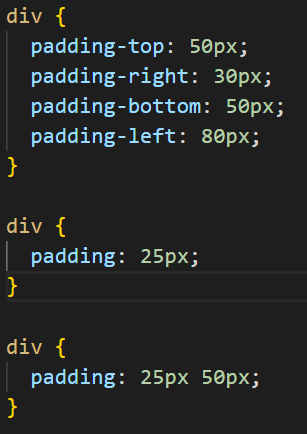 div {
  padding-top: 50px;
  padding-right: 30px;
  padding-bottom: 50px;
  padding-left: 80px;
}
div {
  padding: 25px;
}
div {
  padding: 25px 50px;
}